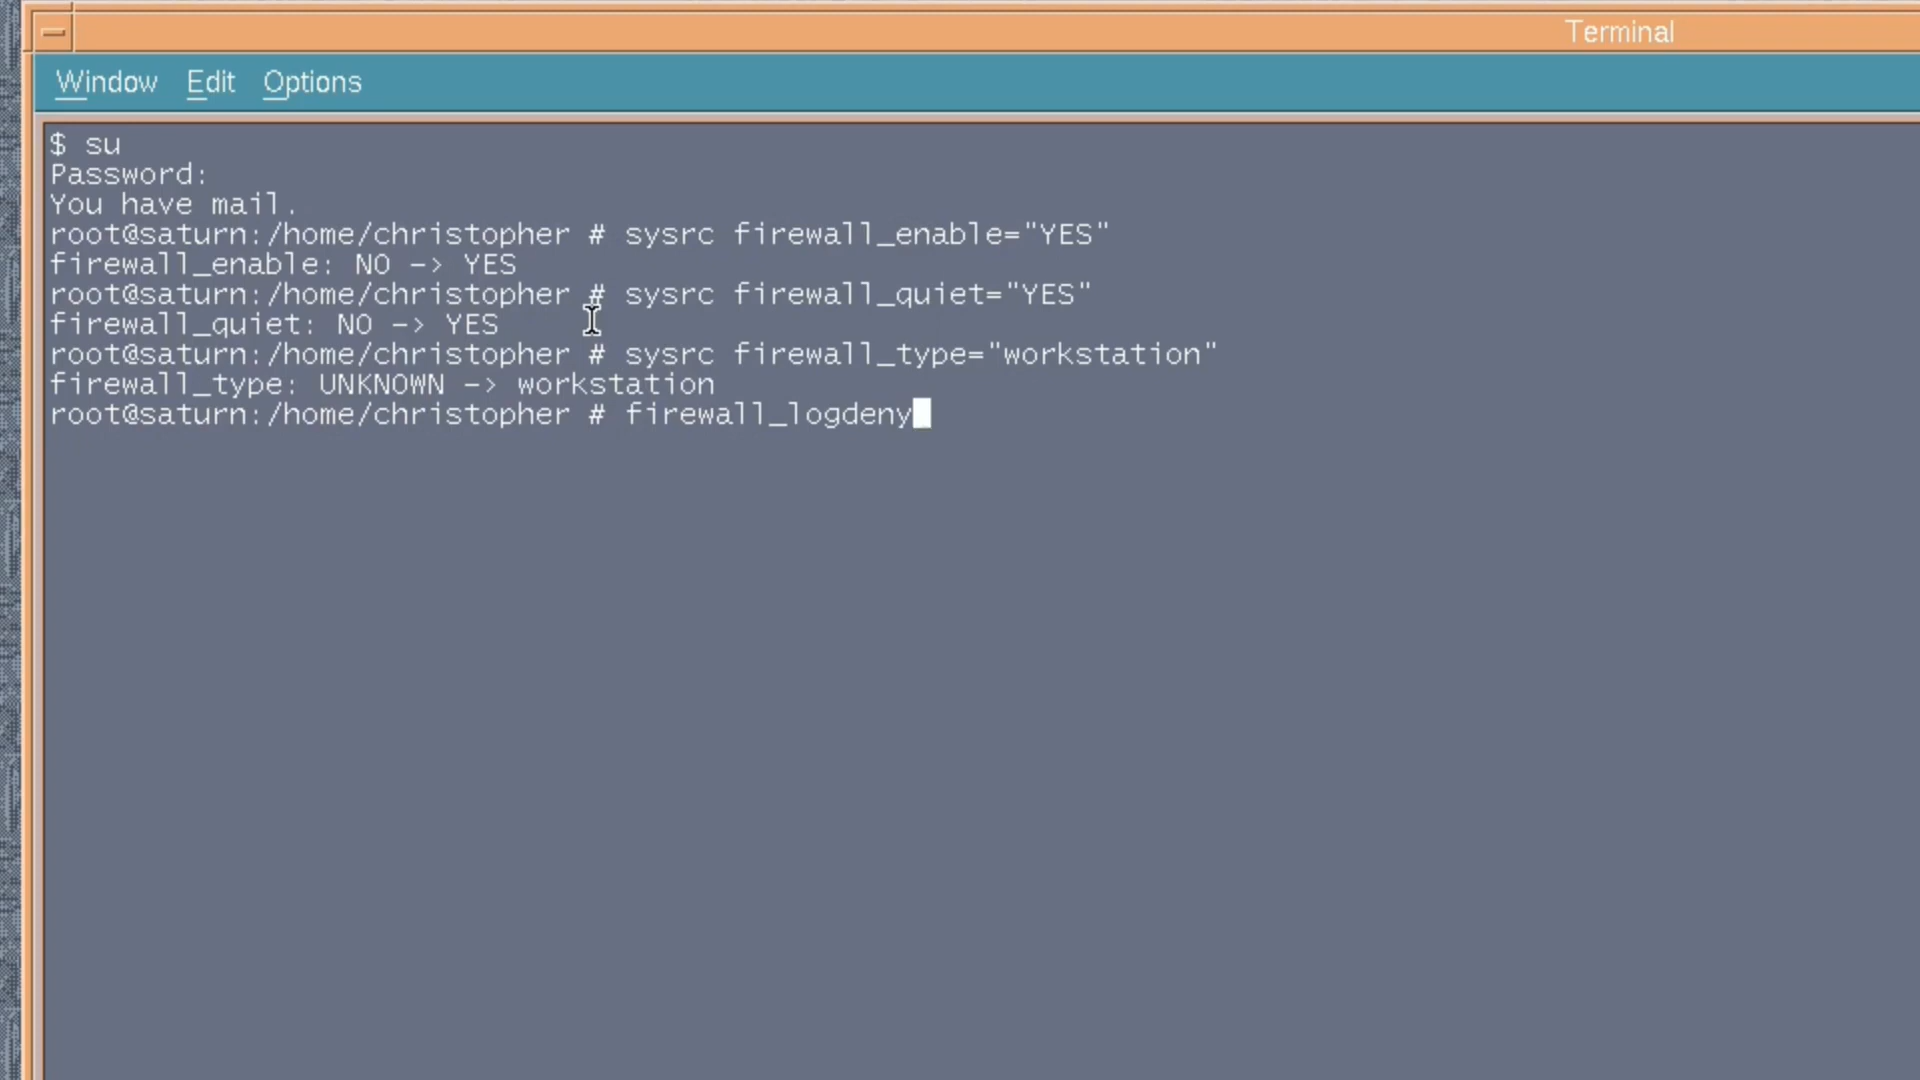 Terminal
Window Edit Options
$ su
Password:
You have mail.
root@saturn:/home/christopher # sysrc firewall_enable="YES"
firewall_enable: NO -> YES
root@saturn:/home/christopher # sysrc firewall_quiet="YES"
firewall_quiet: NO -> YES
root@saturn:/home/christopher # sysrc firewall_type="workstation"
firewall_type: UNKNOWN -> workstation
root@saturn:/home/christopher # firewall_logdeny